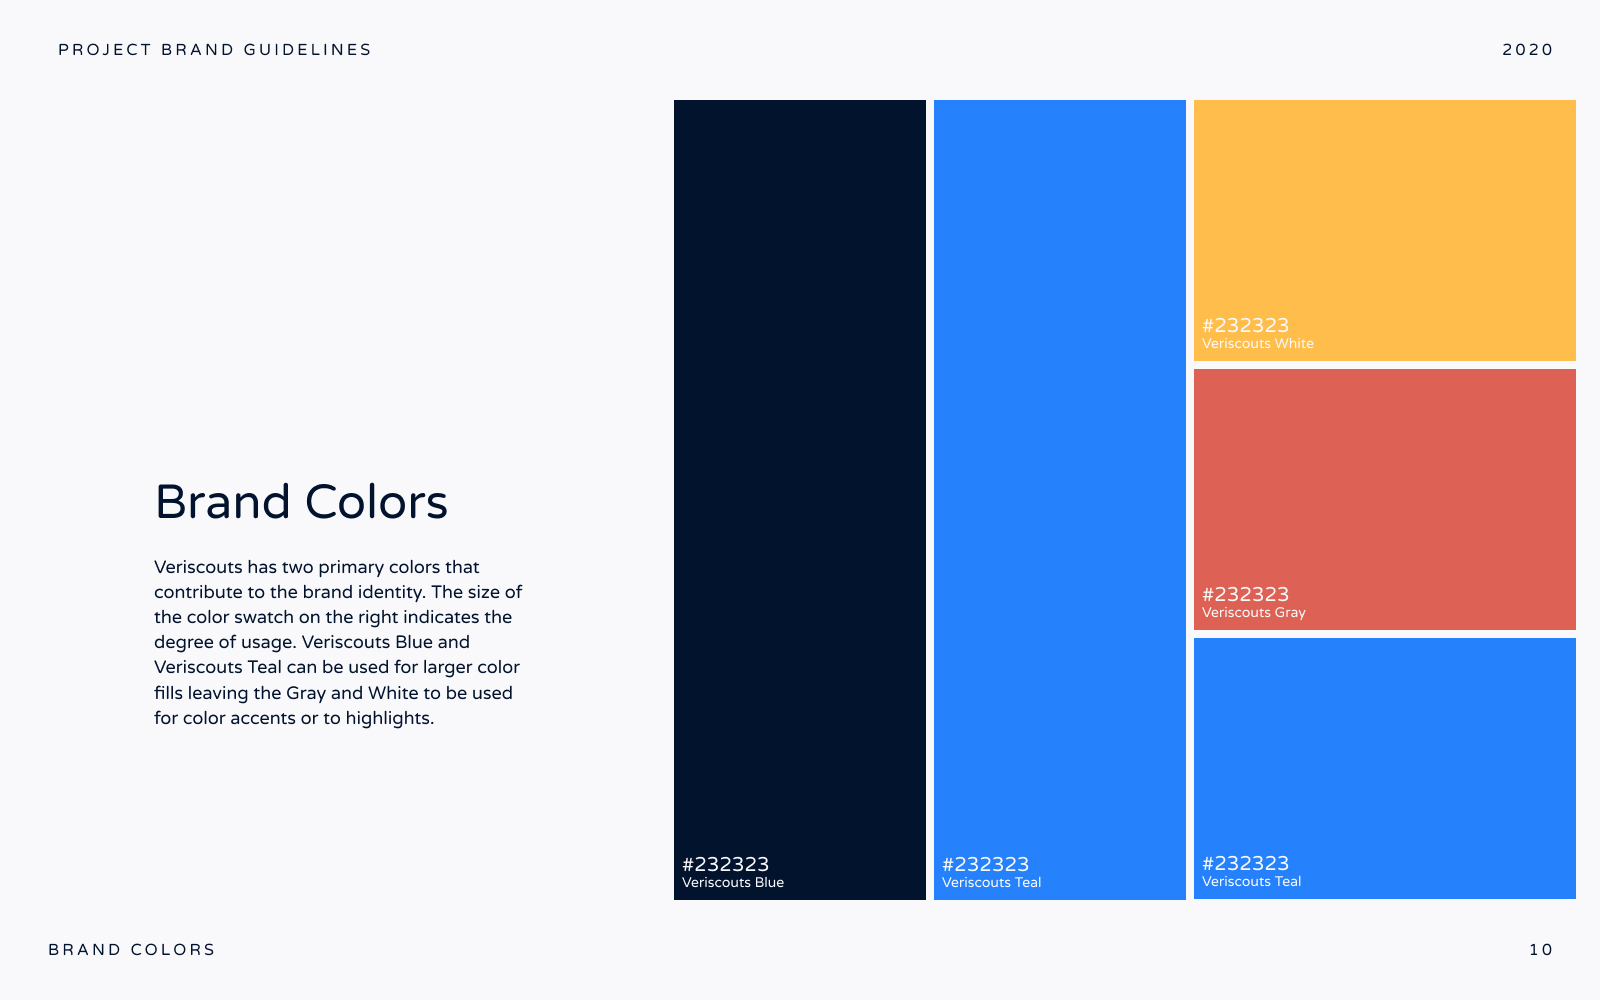 PROJECT BRAND GUIDELINES
2020
Brand Colors
Veriscouts has two primary colors that
contribute to the brand identity. The size of
the color swatch on the right indicates the
degree of usage. Veriscouts Blue and
Veriscouts Teal can be used for larger color
fills leaving the Gray and White to be used
for color accents or to highlights.
#232323
Veriscouts Blue
#232323
Veriscouts Teal
#232323
Veriscouts White
#232323
Veriscouts Gray
#232323
Veriscouts Teal
BRAND COLORS
10